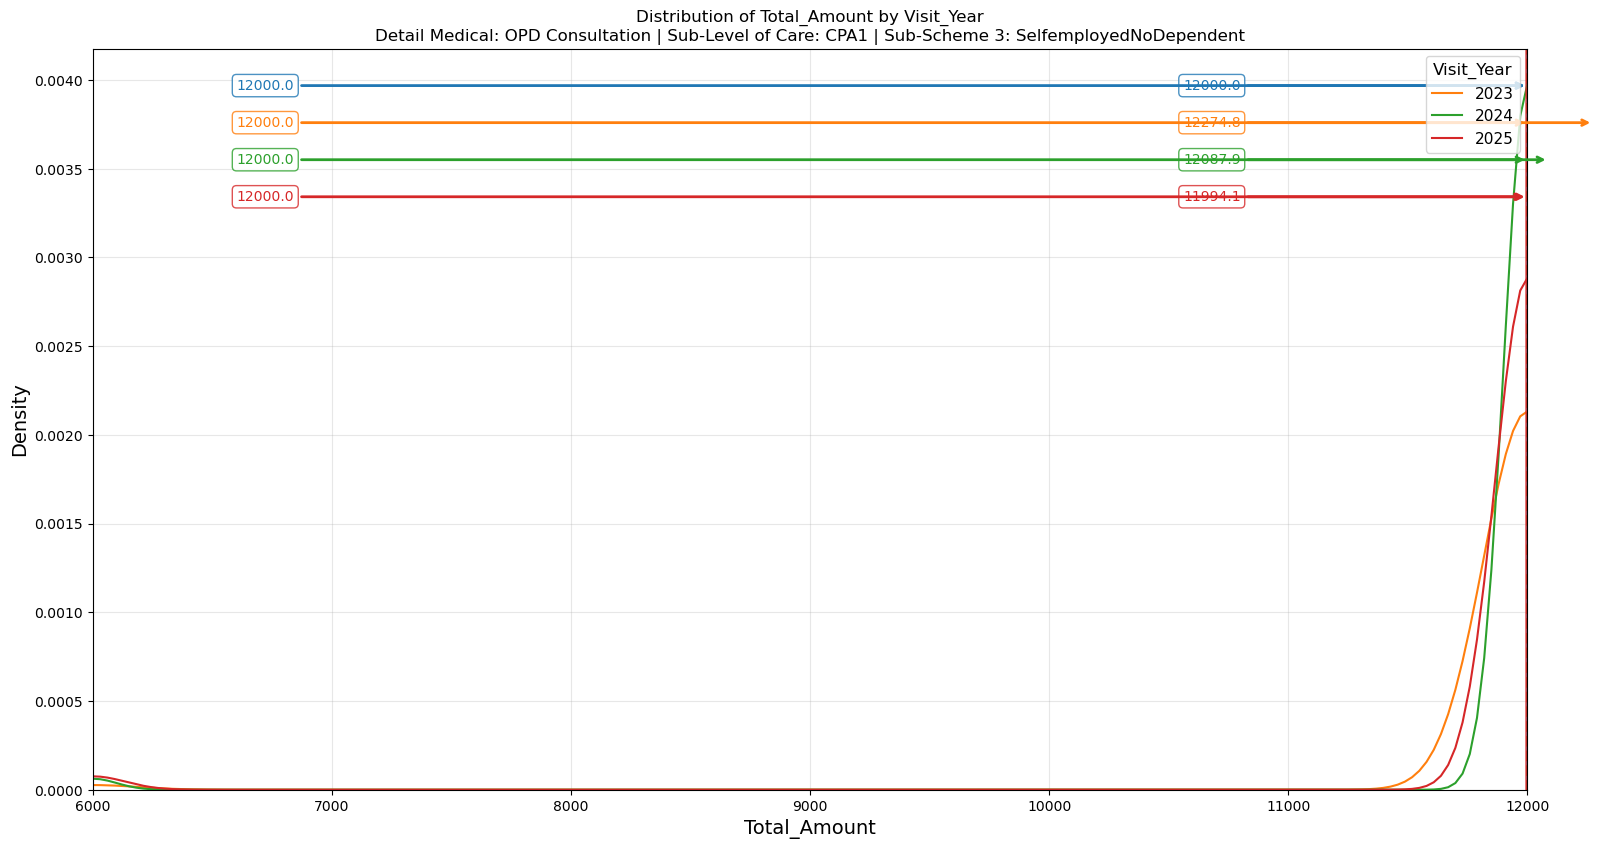 Distribution of Total_Amount by Visit_Year
Detail Medical: OPD Consultation | Sub-Level of Care: CPA1 | Sub-Scheme 3: SelfemployedNoDependent
0.0040
0.0035
0.0030
0.0025
0.0020
0.0015
0.0010
0.0005
0.0000
Density
12000.0 12000.0
12000.0 12274.8
12000.0 12087.9
12000.0 11994.1
Visit_Year
2023
2024
2025
6000 7000 8000 9000 10000 11000 12000
Total_Amount